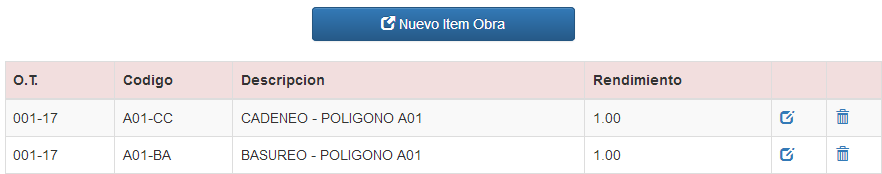 Nuevo Item Obra
O.T. Codigo Descripcion Rendimiento
001-17 A01-CC CADENEO - POLIGONO A01 1.00
001-17 A01-BA BASUREO - POLIGONO A01 1.00